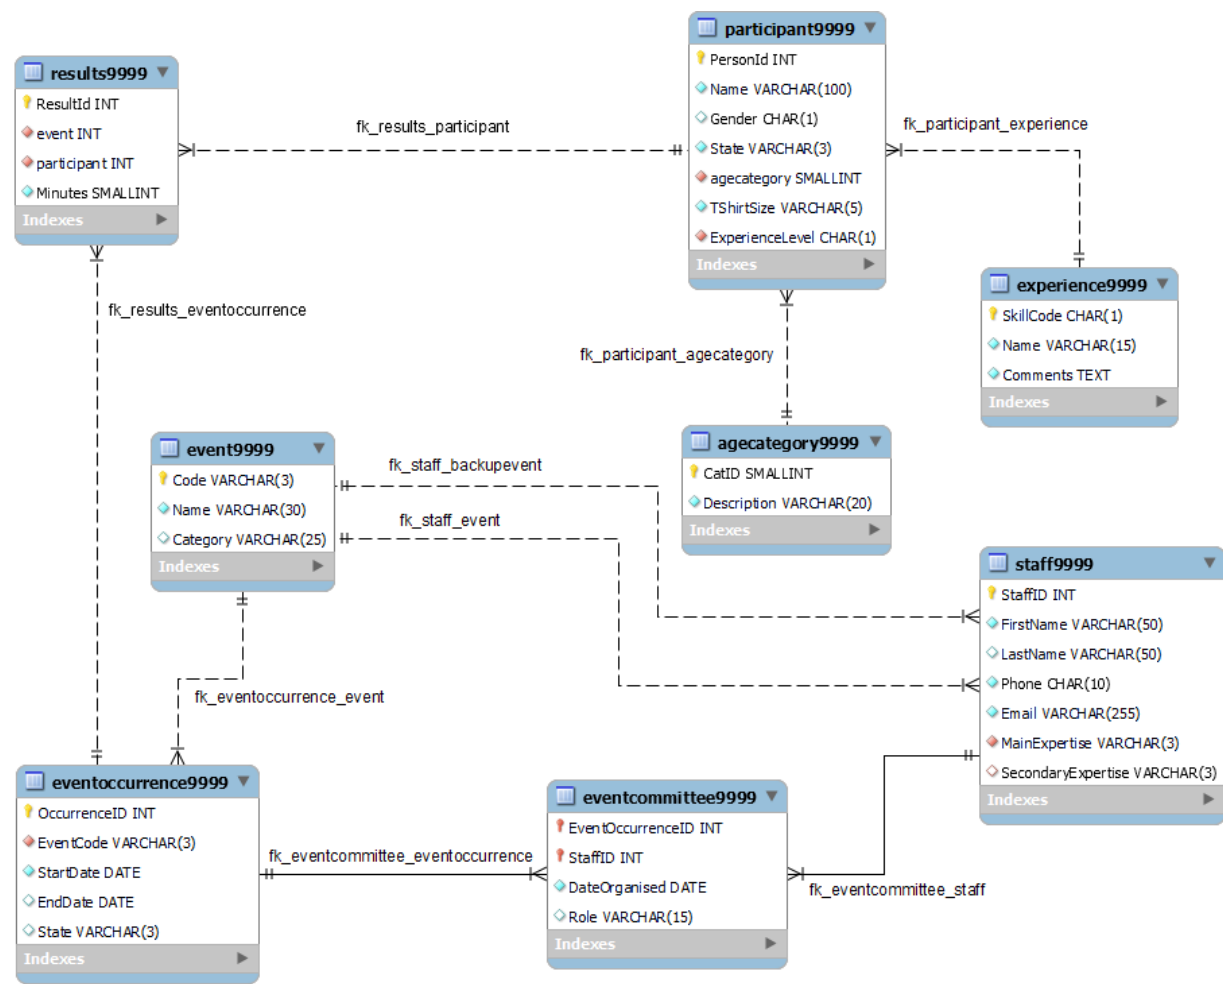 participant9999
PersonId INT
Name VARCHAR(100)
Gender CHAR(1)
State VARCHAR(3)
agecategory SMALLINT
TShirtSize VARCHAR(5)
ExperienceLevel CHAR(1)
Indexes
results9999
ResultId INT
event INT
participant INT
Minutes SMALLINT
Indexes
fk_results_participant
fk_participant_experience
experience9999
SkillCode CHAR(1)
Name VARCHAR(15)
Comments TEXT
Indexes
fk_results_eventoccurrence
fk_participant_agecategory
agecategory9999
CatID SMALLINT
Description VARCHAR(20)
Indexes
event9999
Code VARCHAR(3)
Name VARCHAR(30)
Category VARCHAR(25)
Indexes
fk_staff_backupevent
fk_staff_event
staff9999
StaffID INT
FirstName VARCHAR(50)
LastName VARCHAR(50)
Phone CHAR(10)
Email VARCHAR(255)
MainExpertise VARCHAR(3)
SecondaryExpertise VARCHAR(3)
Indexes
fk_eventoccurrence_event
eventoccurrence9999
OccurrenceID INT
EventCode VARCHAR(3)
StartDate DATE
EndDate DATE
State VARCHAR(3)
Indexes
fk_eventcommittee_eventoccurrence
eventcommittee9999
EventOccurrenceID INT
StaffID INT
DateOrganised DATE
Role VARCHAR(15)
Indexes
fk_eventcommittee_staff